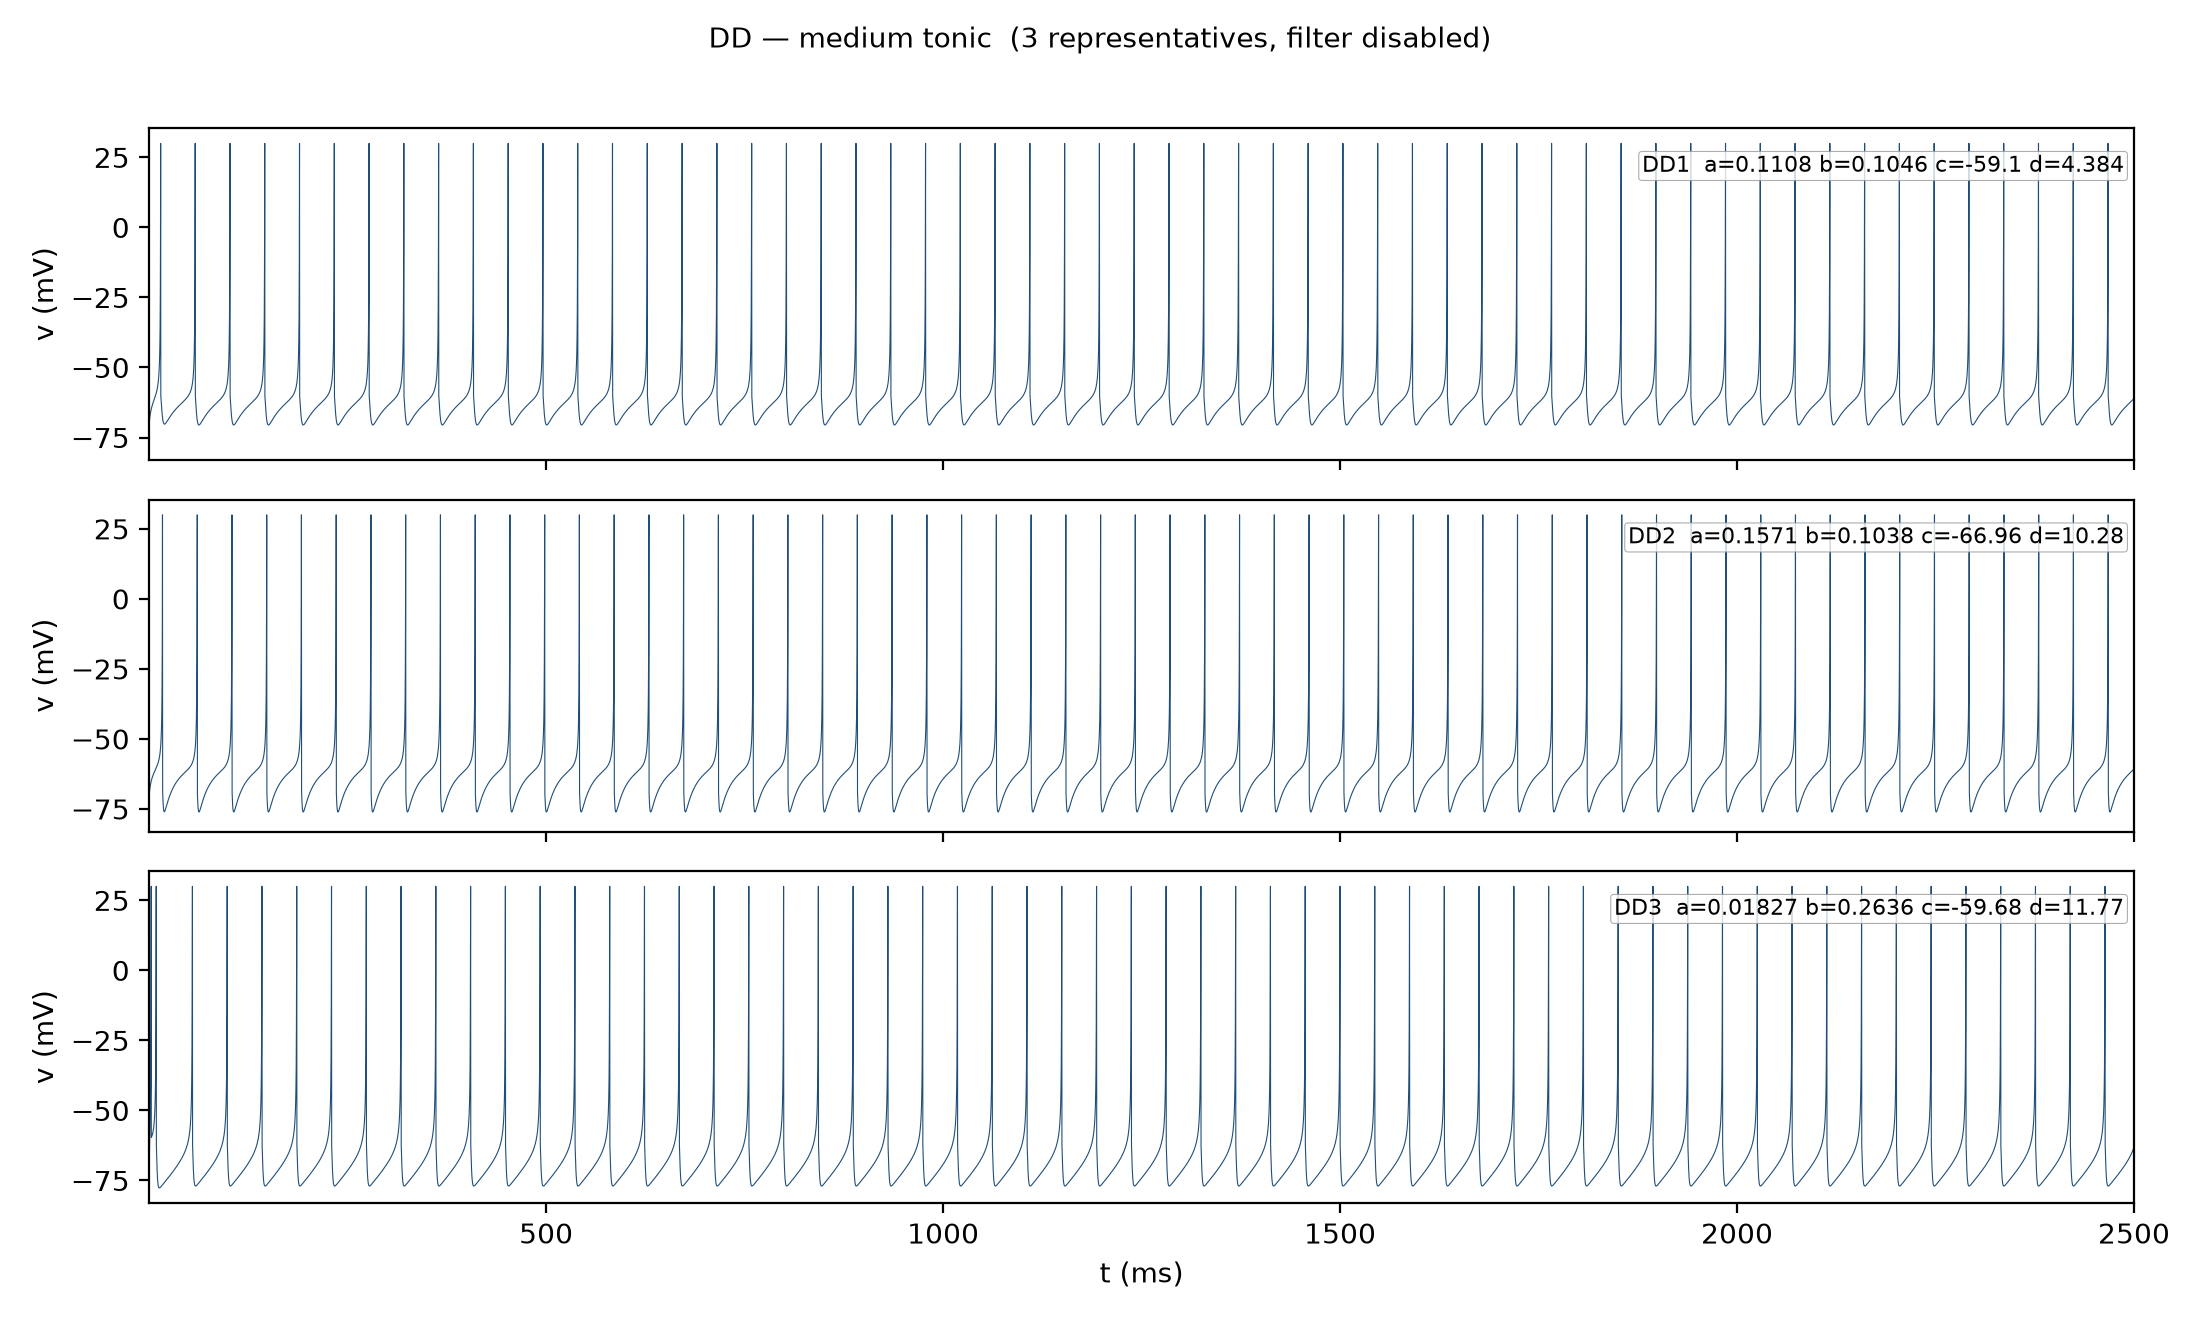 DD — medium tonic  (3 representatives, filter disabled)
25
0
−25
−50
−75
v (mV)
DD1  a=0.1108 b=0.1046 c=-59.1 d=4.384
25
0
−25
−50
−75
v (mV)
DD2  a=0.1571 b=0.1038 c=-66.96 d=10.28
25
0
−25
−50
−75
v (mV)
DD3  a=0.01827 b=0.2636 c=-59.68 d=11.77
500 1000 1500 2000 2500
t (ms)